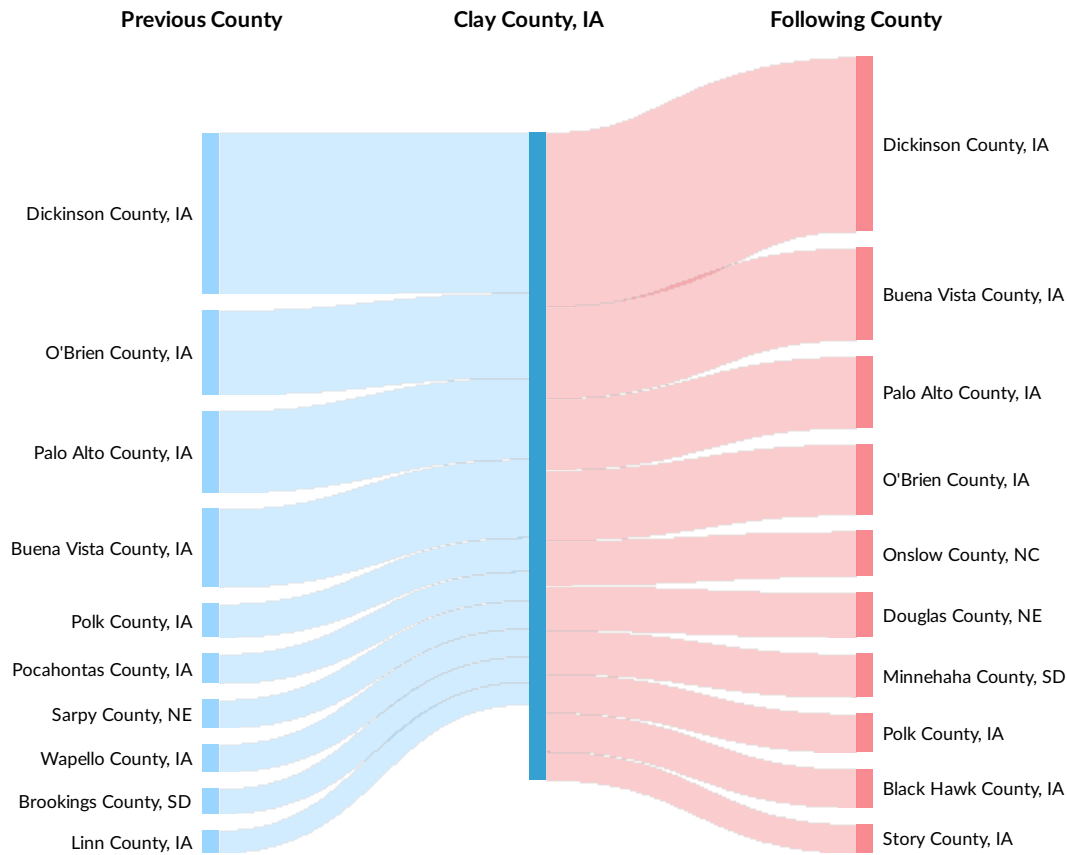 Previous County
Clay County, IA
Following County
Dickinson County, IA
O'Brien County, IA
Palo Alto County, IA
Buena Vista County, IA
Polk County, IA
Pocahontas County, IA
Sarpy County, NE
Wapello County, IA
Brookings County, SD
Linn County, IA
Dickinson County, IA
Buena Vista County, IA
Palo Alto County, IA
O'Brien County, IA
Onslow County, NC
Douglas County, NE
Minnehaha County, SD
Polk County, IA
Black Hawk County, IA
Story County, IA